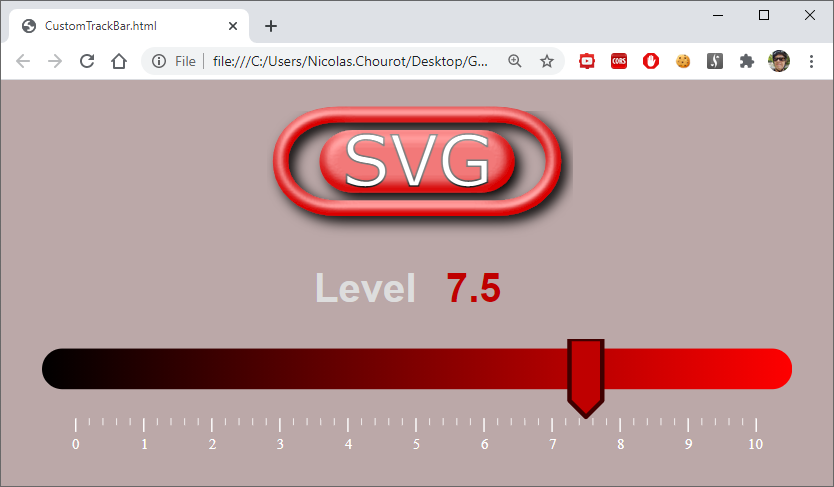 CustomTrackBar.html
File file:///C:/Users/Nicolas.Chourot/Desktop/G...
CORS
SVG
Level 7.5
0 1 2 3 4 5 6 7 8 9 10